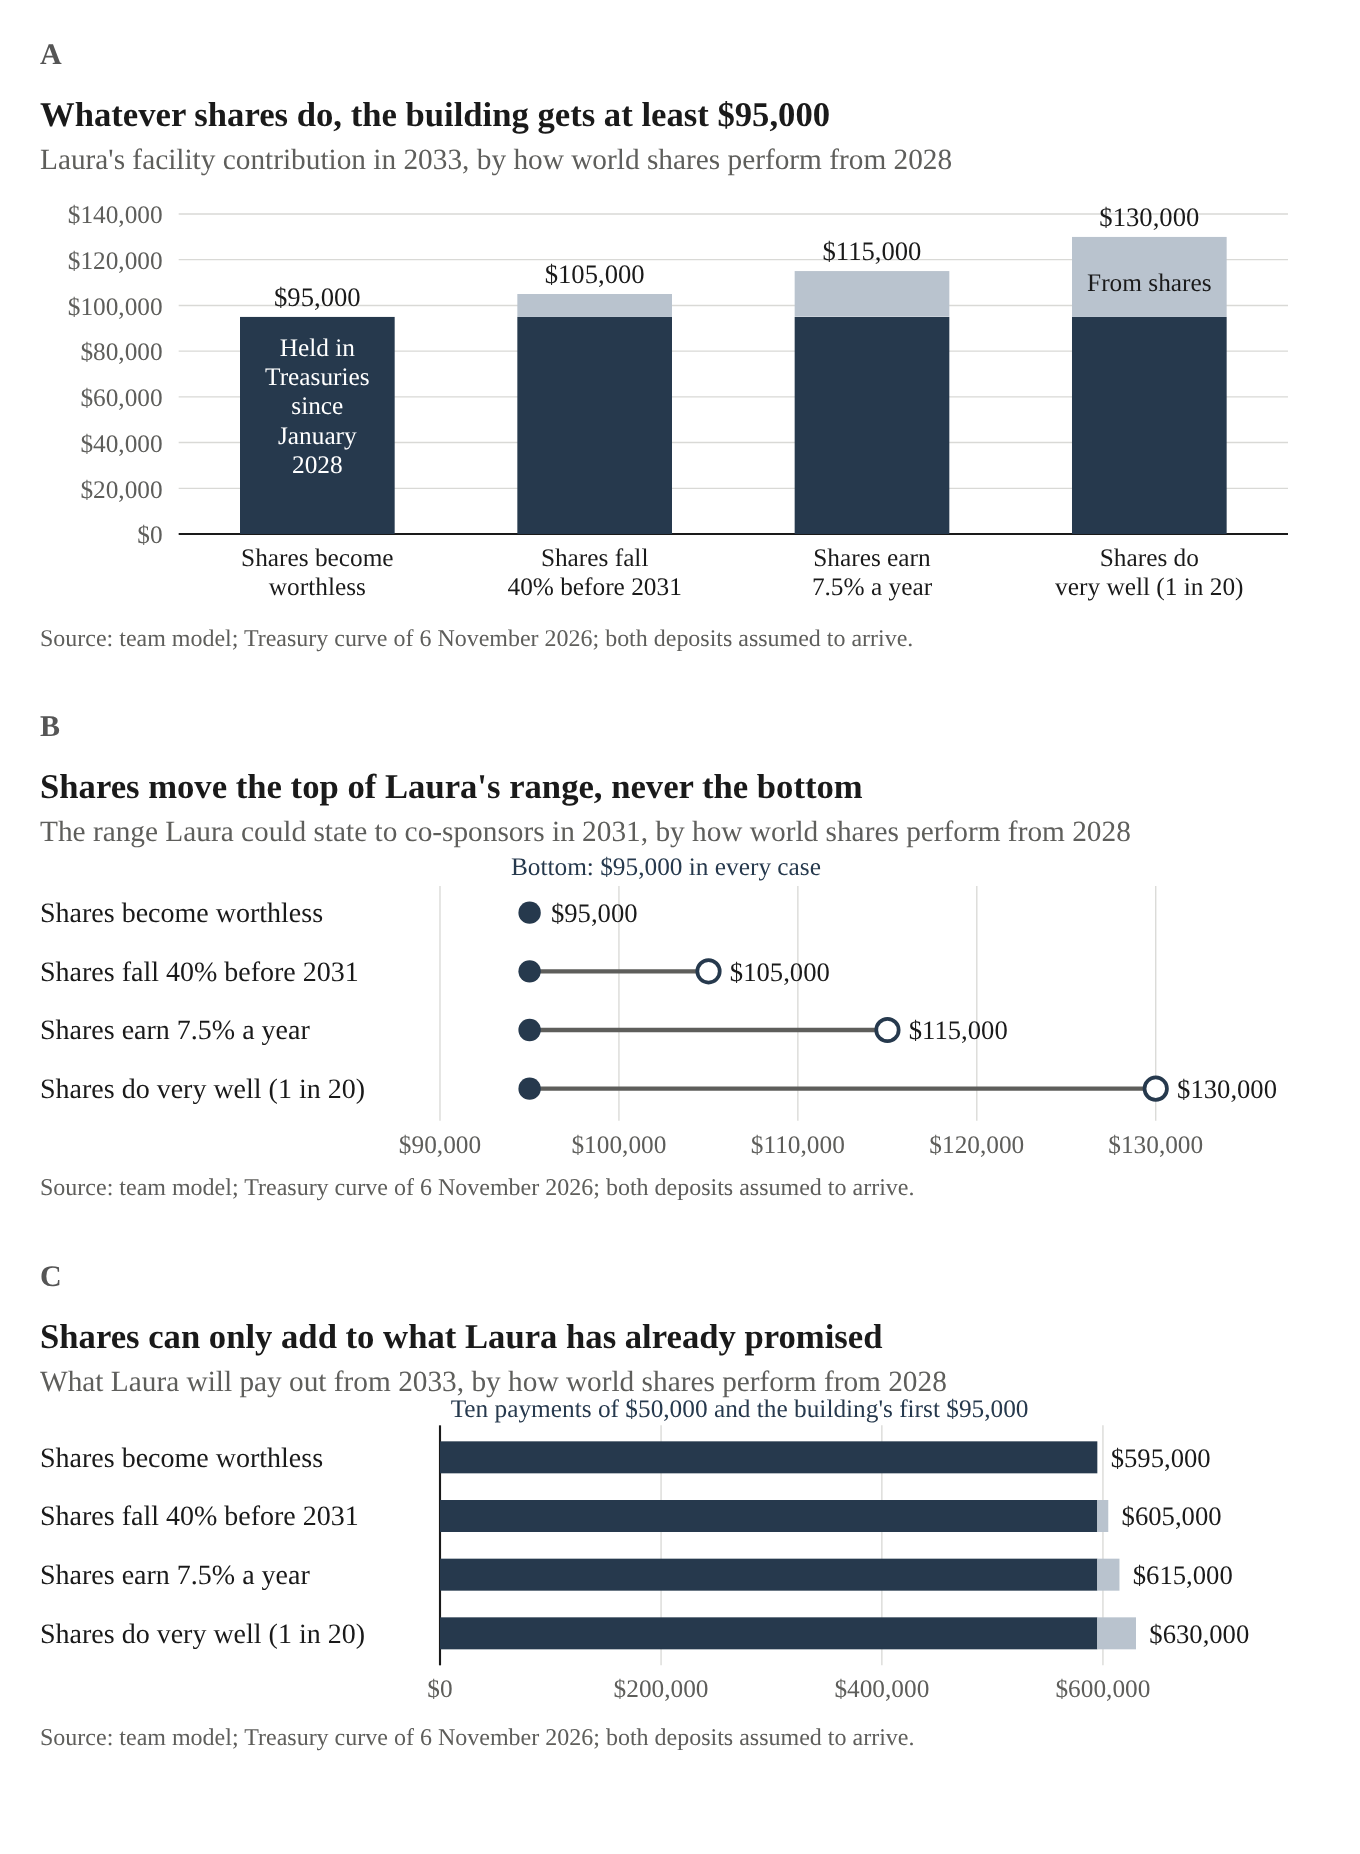 A
Whatever shares do, the building gets at least $95,000
Laura's facility contribution in 2033, by how world shares perform from 2028
$140,000
$120,000
$100,000
$80,000
$60,000
$40,000
$20,000
$0
$95,000
$105,000
$115,000
$130,000
From shares
Held in
Treasuries
since
January
2028
Shares become
worthless
Shares fall
40% before 2031
Shares earn
7.5% a year
Shares do
very well (1 in 20)
Source: team model; Treasury curve of 6 November 2026; both deposits assumed to arrive.
B
Shares move the top of Laura's range, never the bottom
The range Laura could state to co-sponsors in 2031, by how world shares perform from 2028
Bottom: $95,000 in every case
Shares become worthless $95,000
Shares fall 40% before 2031 $105,000
Shares earn 7.5% a year $115,000
Shares do very well (1 in 20) $130,000
$90,000 $100,000 $110,000 $120,000 $130,000
Source: team model; Treasury curve of 6 November 2026; both deposits assumed to arrive.
C
Shares can only add to what Laura has already promised
What Laura will pay out from 2033, by how world shares perform from 2028
Ten payments of $50,000 and the building's first $95,000
Shares become worthless $595,000
Shares fall 40% before 2031 $605,000
Shares earn 7.5% a year $615,000
Shares do very well (1 in 20) $630,000
$0 $200,000 $400,000 $600,000
Source: team model; Treasury curve of 6 November 2026; both deposits assumed to arrive.